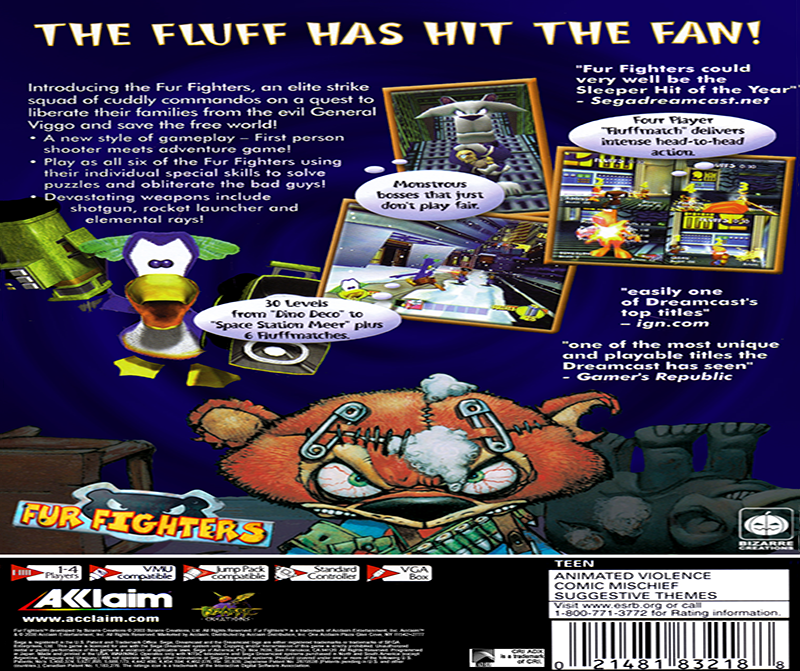 THE FLUFF HAS HIT THE FAN!
Introducing the Fur Fighters, an elite strike
squad of cuddly commandos on a quest to
liberate their families from the evil General
Viggo and save the free world!
• A new style of gameplay – First person
shooter meets adventure game!
• Play as all six of the Fur Fighters using
their individual special skills to solve
puzzles and obliterate the bad guys!
• Devastating weapons include
shotgun, rocket launcher and
elemental rays!
"Fur Fighters could
very well be the
Sleeper Hit of the Year"
- Segadreamcast.net
Four Player
"Fluffmatch" delivers
intense head-to-head
action.
Monstrous
bosses that just
don't play fair.
30 Levels
from "Dino Deco" to
"Space Station Meer" plus
6 Fluffmatches.
"easily one
of Dreamcast's
top titles"
– ign.com
"one of the most unique
and playable titles the
Dreamcast has seen"
- Gamer's Republic
FUR FIGHTERS
BIZARRE
CREATIONS
1-4
Players
VMU
compatible
Jump Pack
compatible
Standard
Controller
VGA
Box
AKKlaim
www.acclaim.com
TEEN
ANIMATED VIOLENCE
COMIC MISCHIEF
SUGGESTIVE THEMES
Visit www.esrb.org or call
1-800-771-3772 for Rating information.
CRI ADX
is a trademark
of CRI.
0 21481 83218 8